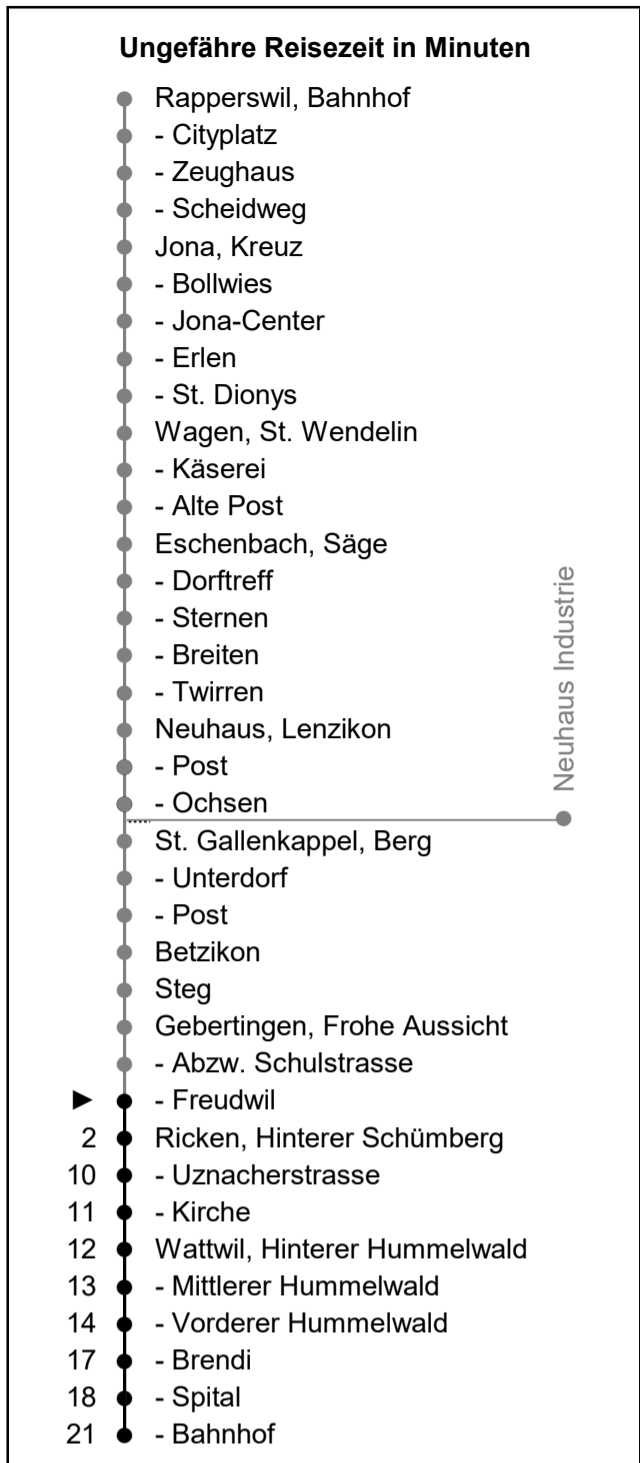 Ungefähre Reisezeit in Minuten
Rapperswil, Bahnhof
- Cityplatz
- Zeughaus
- Scheidweg
Jona, Kreuz
- Bollwies
- Jona-Center
- Erlen
- St. Dionys
Wagen, St. Wendelin
- Käserei
- Alte Post
Eschenbach, Säge
- Dorftreff
- Sternen
- Breiten
- Twirren
Neuhaus, Lenzikon
- Post
- Ochsen
Neuhaus Industrie
St. Gallenkappel, Berg
- Unterdorf
- Post
Betzikon
Steg
Gebertingen, Frohe Aussicht
- Abzw. Schulstrasse
► - Freudwil
2 Ricken, Hinterer Schümberg
10 - Uznacherstrasse
11 - Kirche
12 Wattwil, Hinterer Hummelwald
13 - Mittlerer Hummelwald
14 - Vorderer Hummelwald
17 - Brendi
18 - Spital
21 - Bahnhof